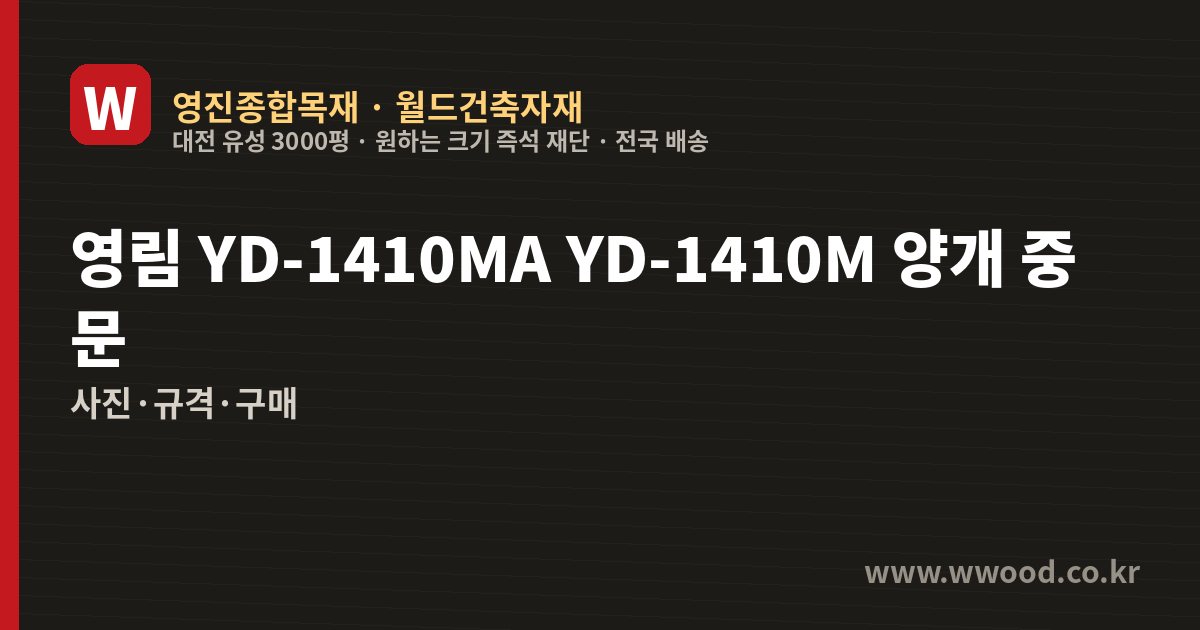 W
영진종합목재 · 월드건축자재
대전 유성 3000평 · 원하는 크기 즉석 재단 · 전국 배송
영림 YD-1410MA YD-1410M 양개 중
문
사진·규격·구매
www.wwood.co.kr